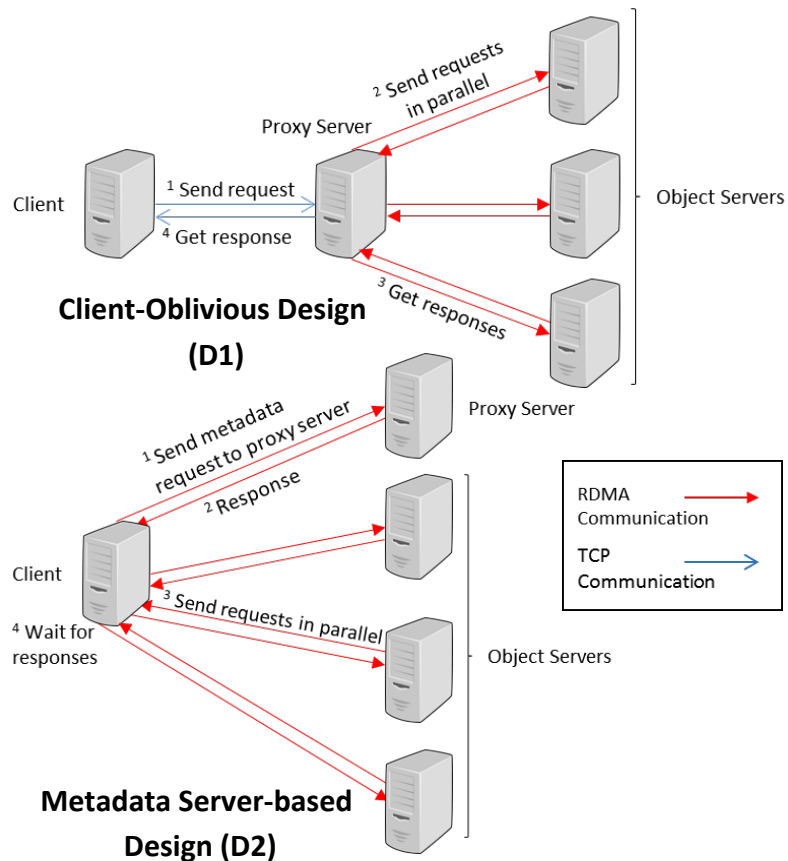 2 Send requests
in parallel
Proxy Server
1 Send request
Client
Object Servers
4 Get response
3 Get responses
Client-Oblivious Design
(D1)
Proxy Server
1 Send metadata
request to proxy server
2 Response
RDMA
Communication
TCP
Communication
Client
3 Send requests in parallel
4 Wait for
responses
Object Servers
Metadata Server-based
Design (D2)